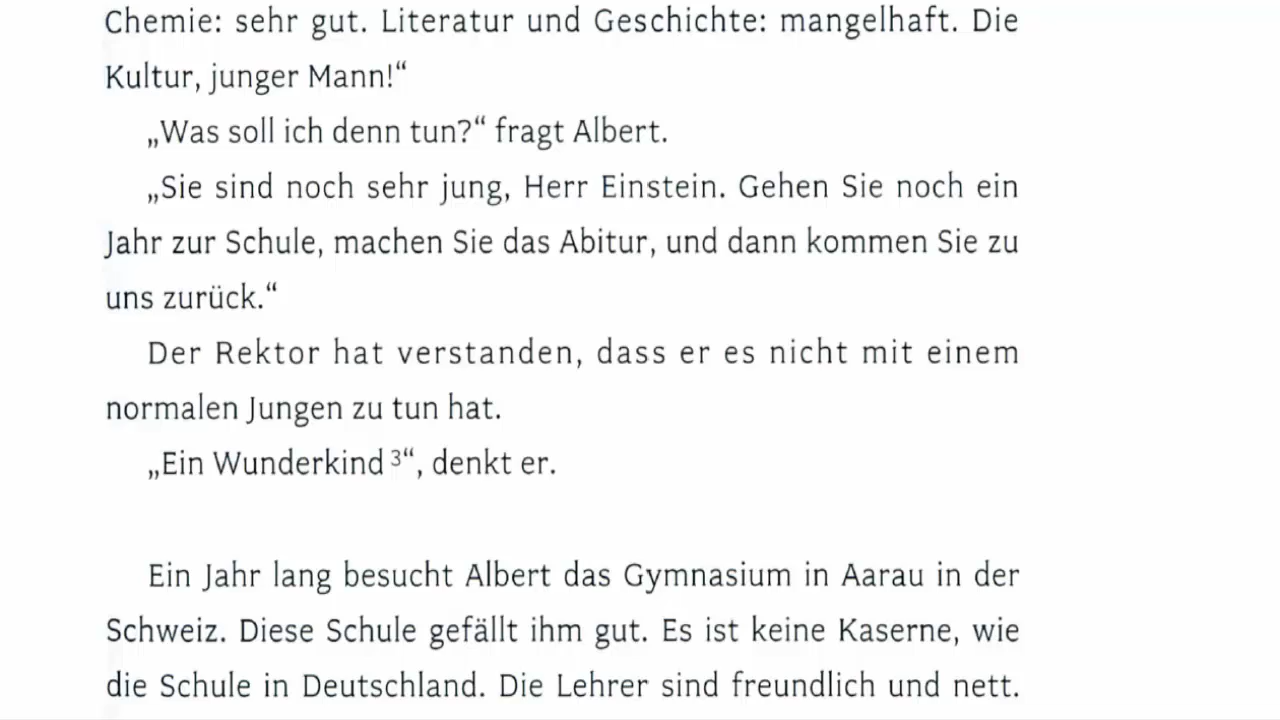 Chemie: sehr gut. Literatur und Geschichte: mangelhaft. Die
Kultur, junger Mann!“
„Was soll ich denn tun?“ fragt Albert.
„Sie sind noch sehr jung, Herr Einstein. Gehen Sie noch ein
Jahr zur Schule, machen Sie das Abitur, und dann kommen Sie zu
uns zurück.“
Der Rektor hat verstanden, dass er es nicht mit einem
normalen Jungen zu tun hat.
„Ein Wunderkind ³“, denkt er.
Ein Jahr lang besucht Albert das Gymnasium in Aarau in der
Schweiz. Diese Schule gefällt ihm gut. Es ist keine Kaserne, wie
die Schule in Deutschland. Die Lehrer sind freundlich und nett.